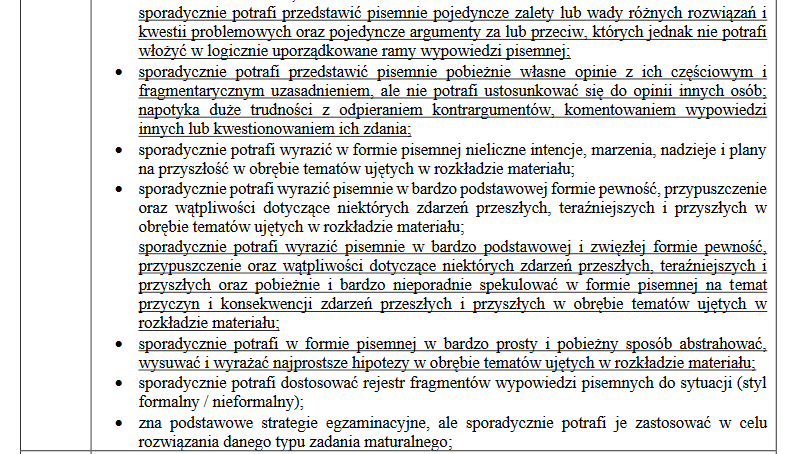 sporadycznie potrafi przedstawić pisemnie pojedyncze zalety lub wady różnych rozwiązań i
kwestii problemowych oraz pojedyncze argumenty za lub przeciw, których jednak nie potrafi
włożyć w logicznie uporządkowane ramy wypowiedzi pisemnej;
• sporadycznie potrafi przedstawić pisemnie pobieżnie własne opinie z ich częściowym i
fragmentarycznym uzasadnieniem, ale nie potrafi ustosunkować się do opinii innych osób;
napotyka duże trudności z odpieraniem kontrargumentów, komentowaniem wypowiedzi
innych lub kwestionowaniem ich zdania;
• sporadycznie potrafi wyrazić w formie pisemnej nieliczne intencje, marzenia, nadzieje i plany
na przyszłość w obrębie tematów ujętych w rozkładzie materiału;
• sporadycznie potrafi wyrazić pisemnie w bardzo podstawowej formie pewność, przypuszczenie
oraz wątpliwości dotyczące niektórych zdarzeń przeszłych, teraźniejszych i przyszłych w
obrębie tematów ujętych w rozkładzie materiału;
sporadycznie potrafi wyrazić pisemnie w bardzo podstawowej i zwięzłej formie pewność,
przypuszczenie oraz wątpliwości dotyczące niektórych zdarzeń przeszłych, teraźniejszych i
przyszłych oraz pobieżnie i bardzo nieporadnie spekulować w formie pisemnej na temat
przyczyn i konsekwencji zdarzeń przeszłych i przyszłych w obrębie tematów ujętych w
rozkładzie materiału;
• sporadycznie potrafi w formie pisemnej w bardzo prosty i pobieżny sposób abstrahować,
wysuwać i wyrażać najprostsze hipotezy w obrębie tematów ujętych w rozkładzie materiału;
• sporadycznie potrafi dostosować rejestr fragmentów wypowiedzi pisemnych do sytuacji (styl
formalny / nieformalny);
• zna podstawowe strategie egzaminacyjne, ale sporadycznie potrafi je zastosować w celu
rozwiązania danego typu zadania maturalnego;